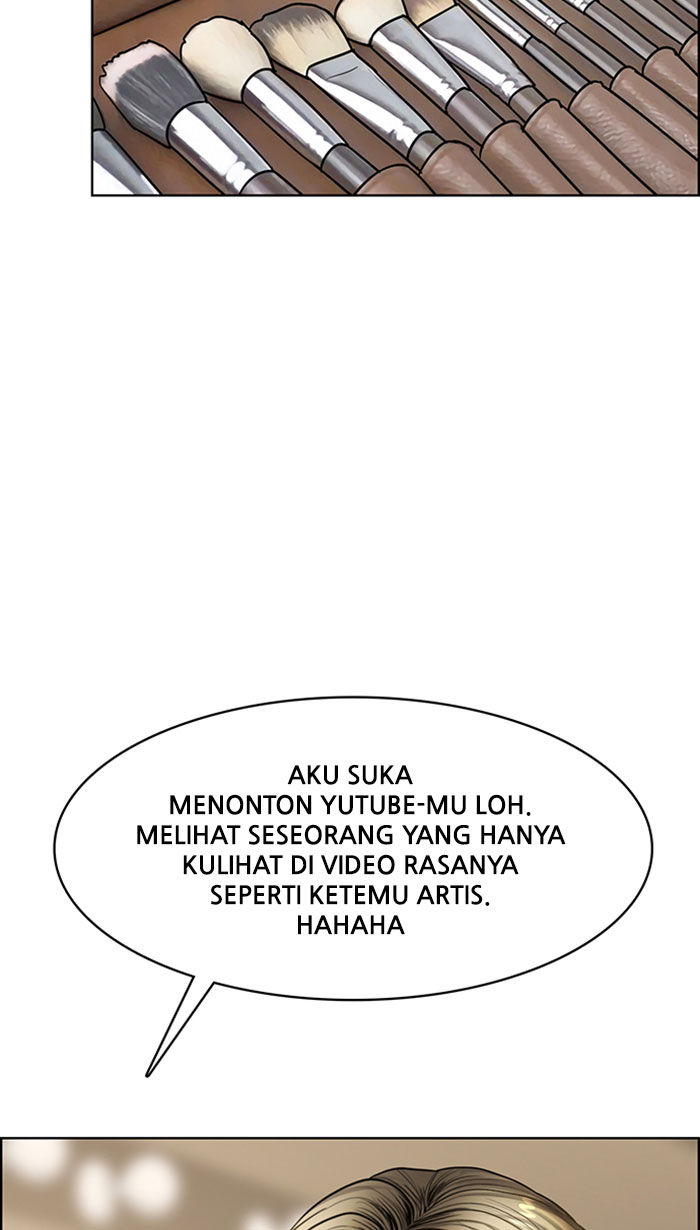 AKU SUKA
MENONTON YUTUBE-MU LOH.
MELIHAT SESEORANG YANG HANYA
KULIHAT DI VIDEO RASANYA
SEPERTI KETEMU ARTIS.
HAHAHA